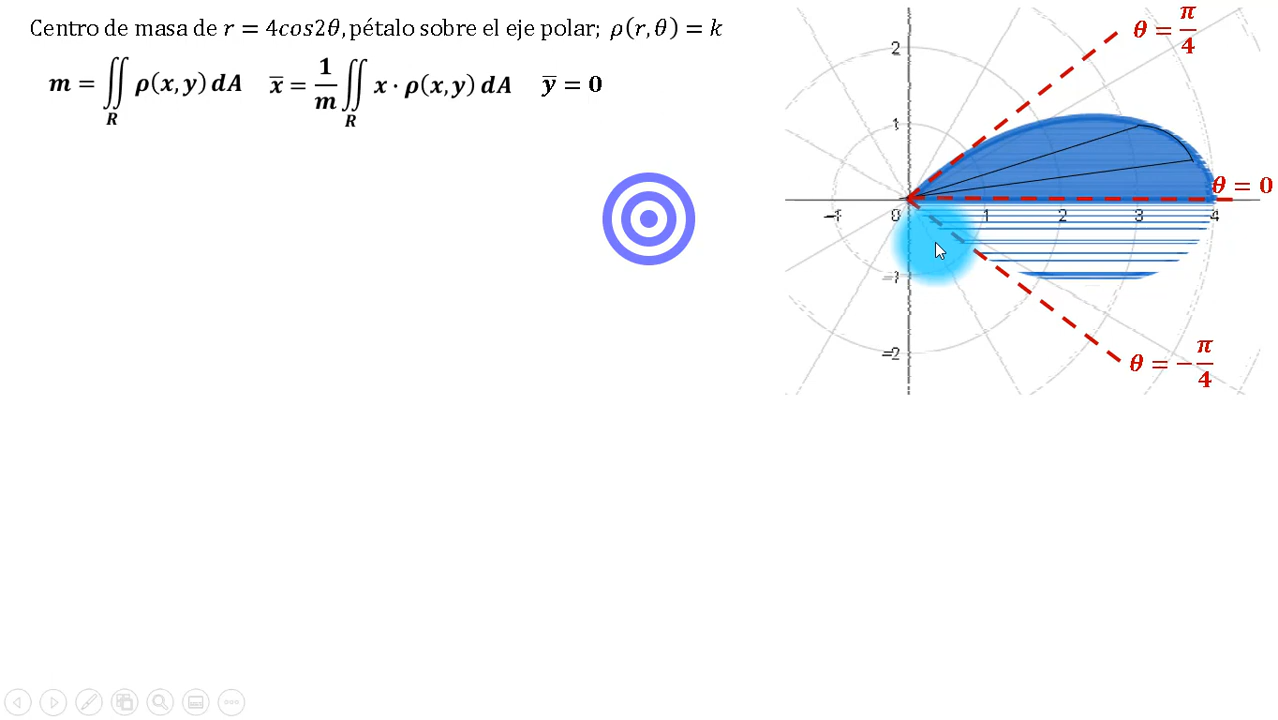 Centro de masa de r = 4cos2θ, pétalo sobre el eje polar; ρ(r, θ) = k
m = ∬_R ρ(x, y) dA   x̅ = 1/m ∬_R x · ρ(x, y) dA   y̅ = 0
θ = π/4
2
1
θ = 0
−1 0 1 2 3 4
−1
−2
θ = −π/4